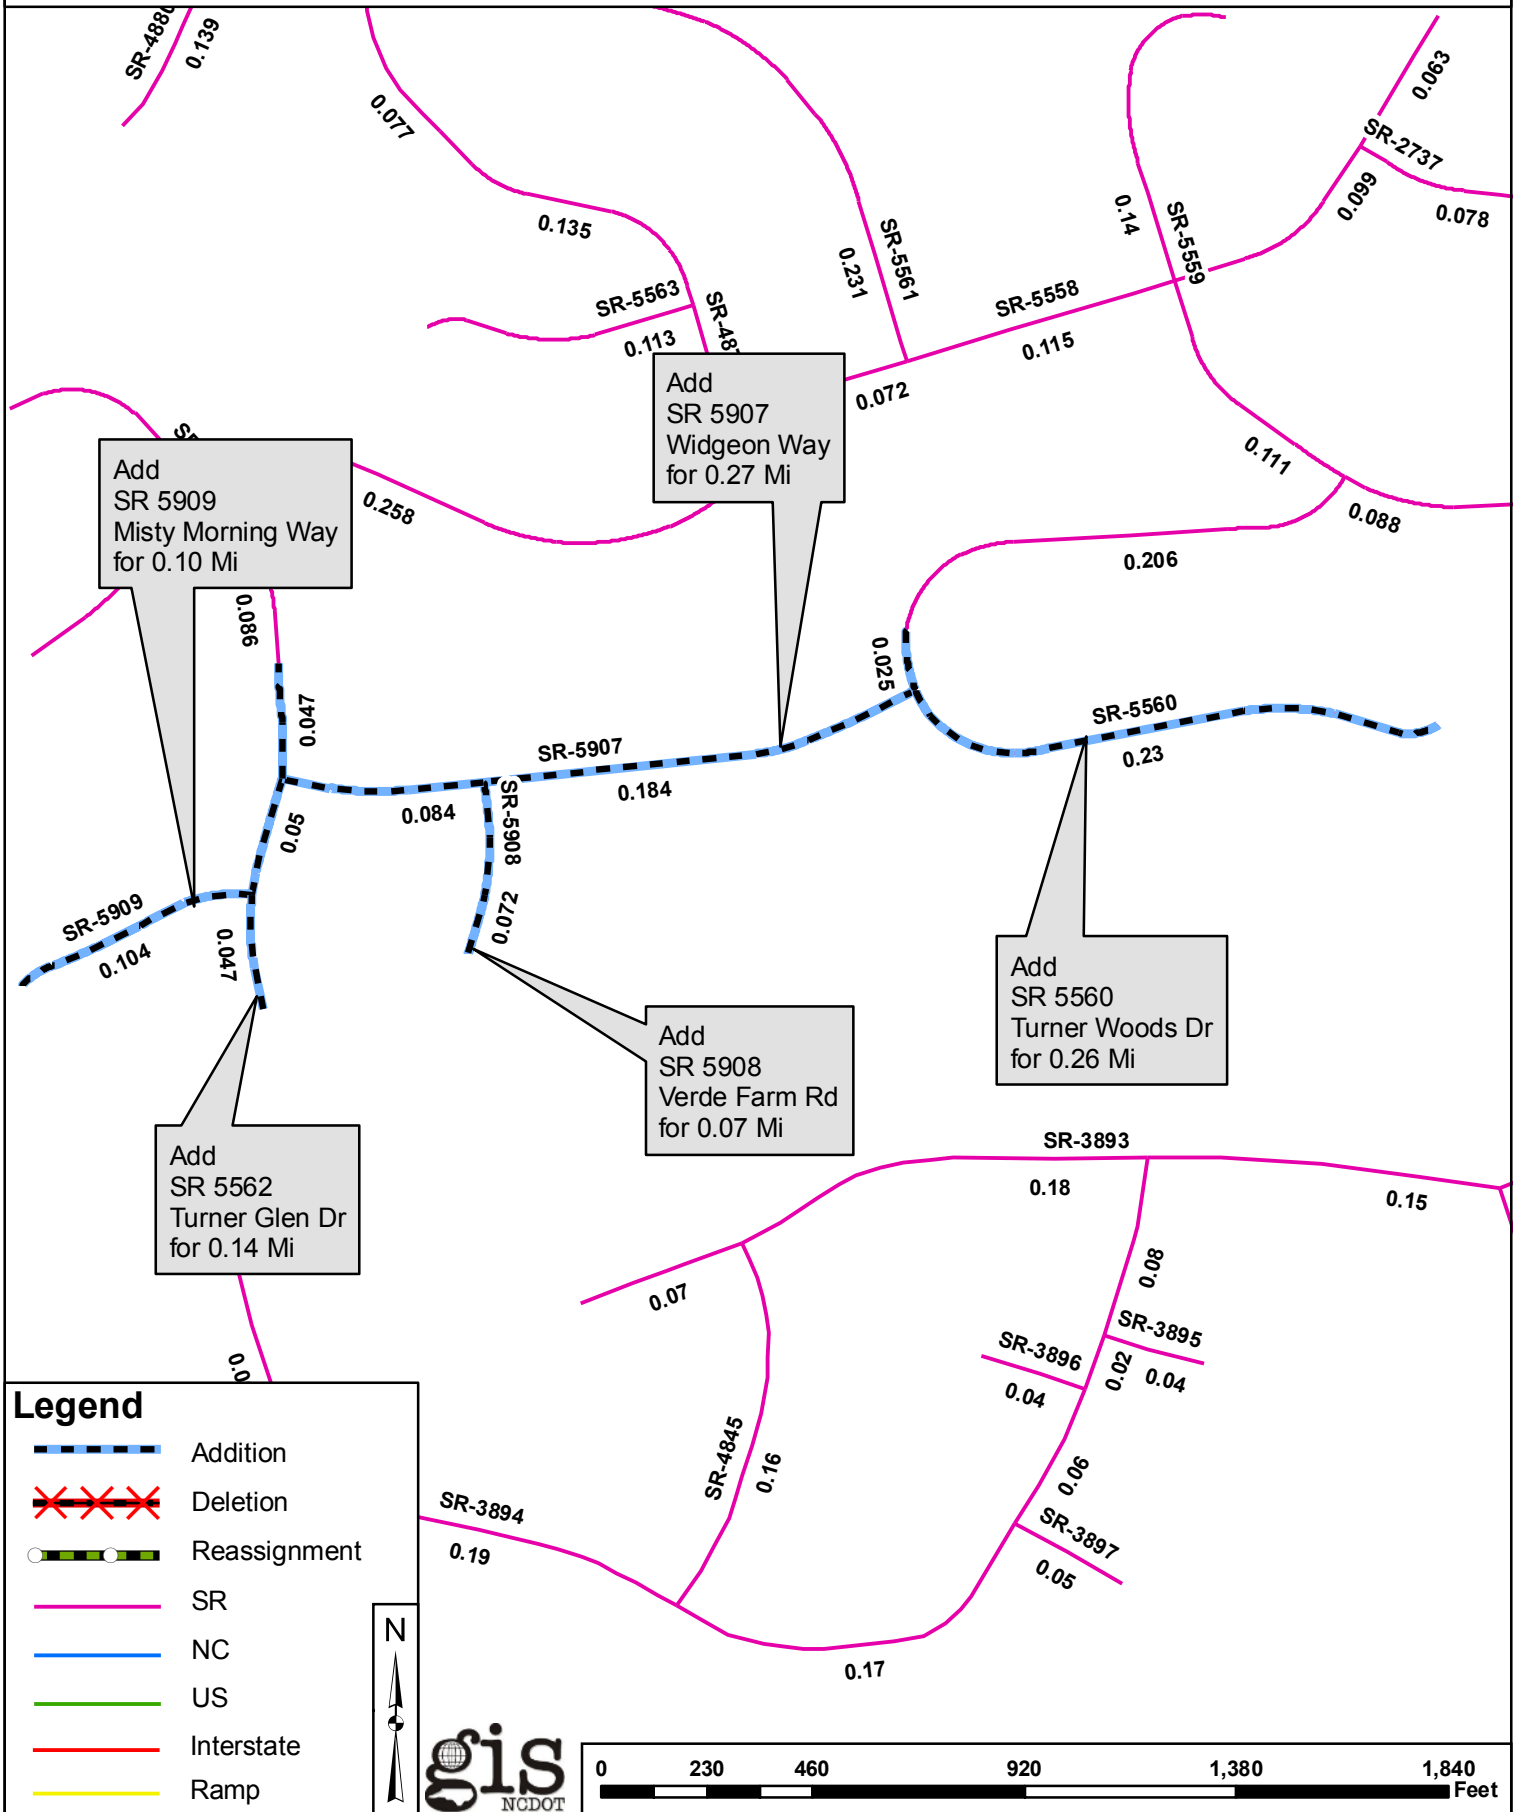 SR-4880
0.139
0.077
0.135
SR-5563
0.113
SR-5561
0.231
0.14
SR-5559
0.063
SR-2737
0.099
0.078
SR-5558
0.115
0.072
Add
SR 5907
Widgeon Way
for 0.27 Mi
Add
SR 5909
Misty Morning Way
for 0.10 Mi
0.258
0.111
0.088
0.206
0.086
0.047
0.025
SR-5560
0.23
SR-5907
0.184
0.084
SR-5908
0.072
0.05
SR-5909
0.104
0.047
Add
SR 5560
Turner Woods Dr
for 0.26 Mi
Add
SR 5908
Verde Farm Rd
for 0.07 Mi
Add
SR 5562
Turner Glen Dr
for 0.14 Mi
SR-3893
0.18
0.15
0.07
0.08
SR-3895
0.04
0.02
SR-3896
0.04
SR-4845
0.16
0.06
SR-3897
0.05
SR-3894
0.19
0.17
Legend
Addition
Deletion
Reassignment
SR
NC
US
Interstate
Ramp
N
gis
NCDOT
0 230 460 920 1,380 1,840
Feet